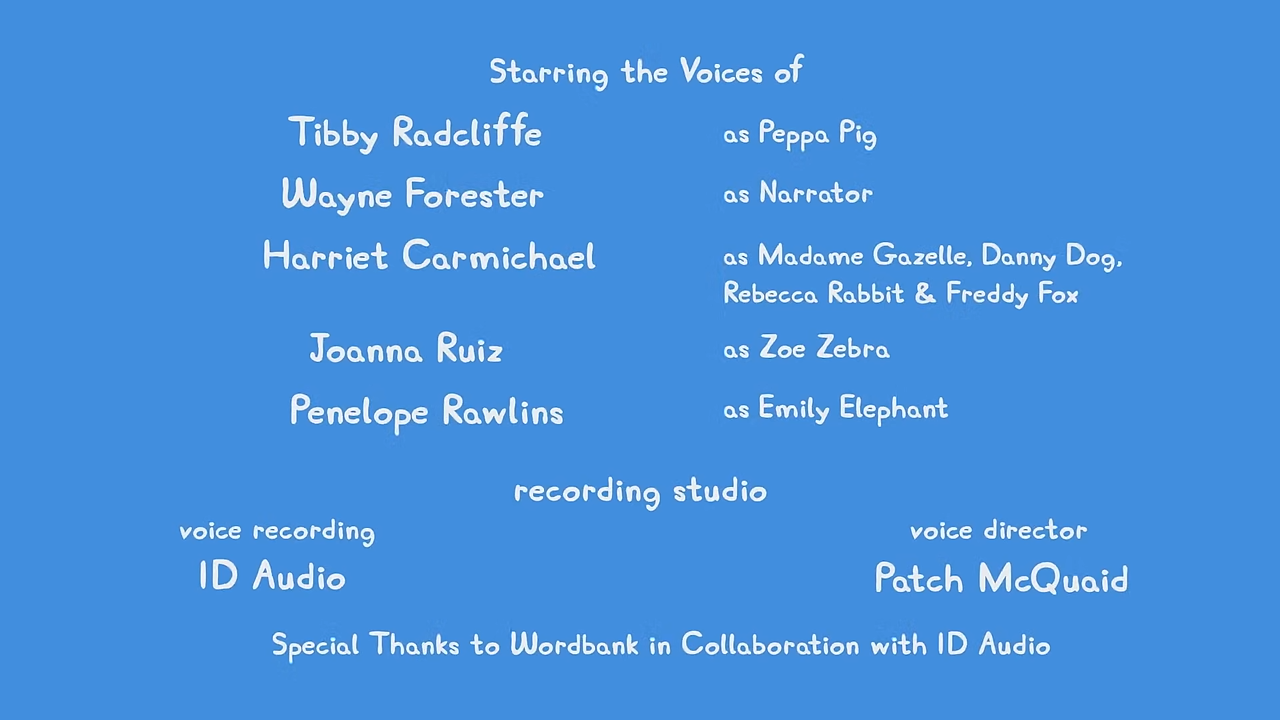 Starring the Voices of
Tibby Radcliffe as Peppa Pig
Wayne Forester as Narrator
Harriet Carmichael as Madame Gazelle, Danny Dog,
Rebecca Rabbit & Freddy Fox
Joanna Ruiz as Zoe Zebra
Penelope Rawlins as Emily Elephant
recording studio
voice recording voice director
ID Audio Patch McQuaid
Special Thanks to Wordbank in Collaboration with ID Audio